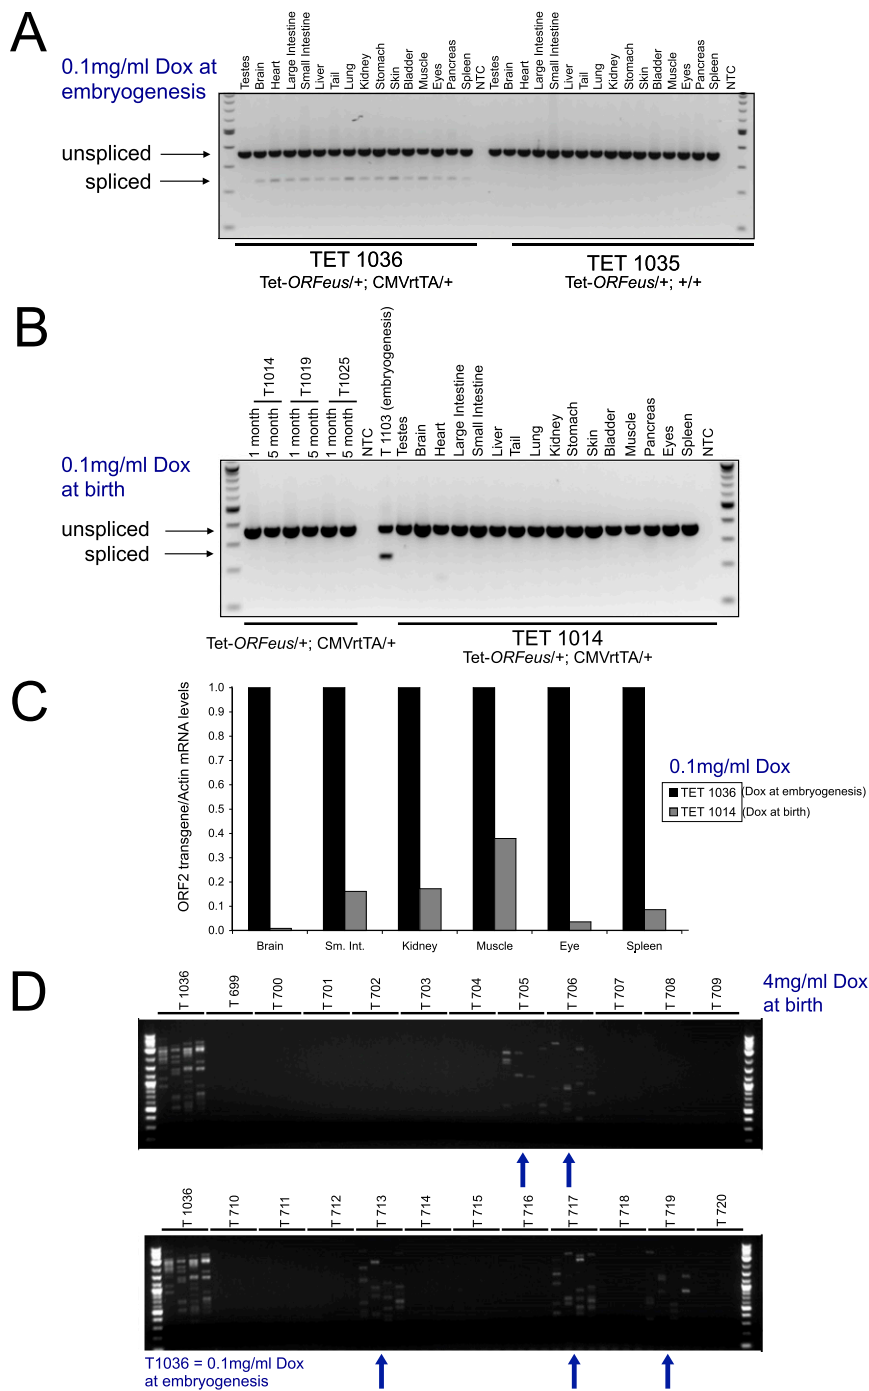 A
0.1mg/ml Dox at
embryogenesis
Testes
Brain
Heart
Large Intestine
Small Intestine
Liver
Tail
Lung
Kidney
Stomach
Skin
Bladder
Muscle
Eyes
Pancreas
Spleen
NTC
Testes
Brain
Heart
Large Intestine
Small Intestine
Liver
Tail
Lung
Kidney
Stomach
Skin
Bladder
Muscle
Eyes
Pancreas
Spleen
NTC
unspliced
spliced
TET 1036
Tet-ORFeus/+; CMVrtTA/+
TET 1035
Tet-ORFeus/+; +/+
B
0.1mg/ml Dox
at birth
T1014
T1019
T1025
1 month
5 month
1 month
5 month
1 month
5 month
NTC
T 1103 (embryogenesis)
Testes
Brain
Heart
Large Intestine
Small Intestine
Liver
Tail
Lung
Kidney
Stomach
Skin
Bladder
Muscle
Pancreas
Eyes
Spleen
NTC
unspliced
spliced
Tet-ORFeus/+; CMVrtTA/+
TET 1014
Tet-ORFeus/+; CMVrtTA/+
C
ORF2 transgene/Actin mRNA levels
1.0
0.9
0.8
0.7
0.6
0.5
0.4
0.3
0.2
0.1
0.0
Brain
Sm. Int.
Kidney
Muscle
Eye
Spleen
0.1mg/ml Dox
TET 1036 (Dox at embryogenesis)
TET 1014 (Dox at birth)
D
T 1036
T 699
T 700
T 701
T 702
T 703
T 704
T 705
T 706
T 707
T 708
T 709
4mg/ml Dox
at birth
T 1036
T 710
T 711
T 712
T 713
T 714
T 715
T 716
T 717
T 718
T 719
T 720
T1036 = 0.1mg/ml Dox
at embryogenesis